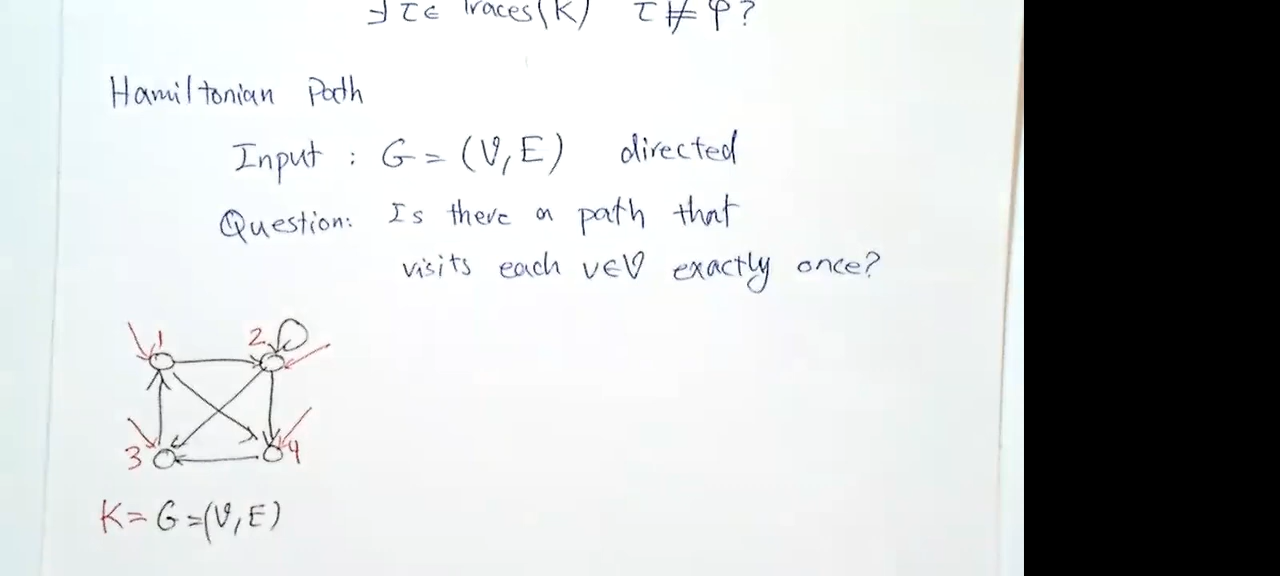 ∃ τ ∈ Traces(K) τ ⊭ φ?
Hamiltonian Path
Input : G = (V, E) directed
Question: Is there a path that
visits each v∈V exactly once?
1 2
3 4
K = G = (V, E)